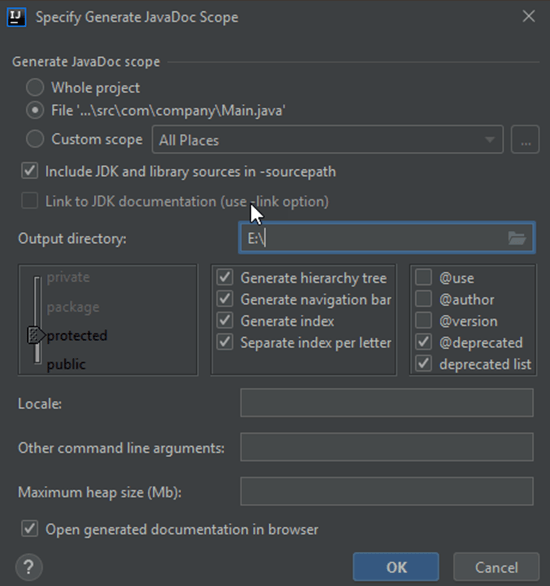 IJ
Specify Generate JavaDoc Scope
Generate JavaDoc scope
Whole project
File '...\src\com\company\Main.java'
Custom scope
All Places
...
Include JDK and library sources in -sourcepath
Link to JDK documentation (use -link option)
Output directory:
E:\
private
package
protected
public
Generate hierarchy tree
Generate navigation bar
Generate index
Separate index per letter
@use
@author
@version
@deprecated
deprecated list
Locale:
Other command line arguments:
Maximum heap size (Mb):
Open generated documentation in browser
?
OK
Cancel